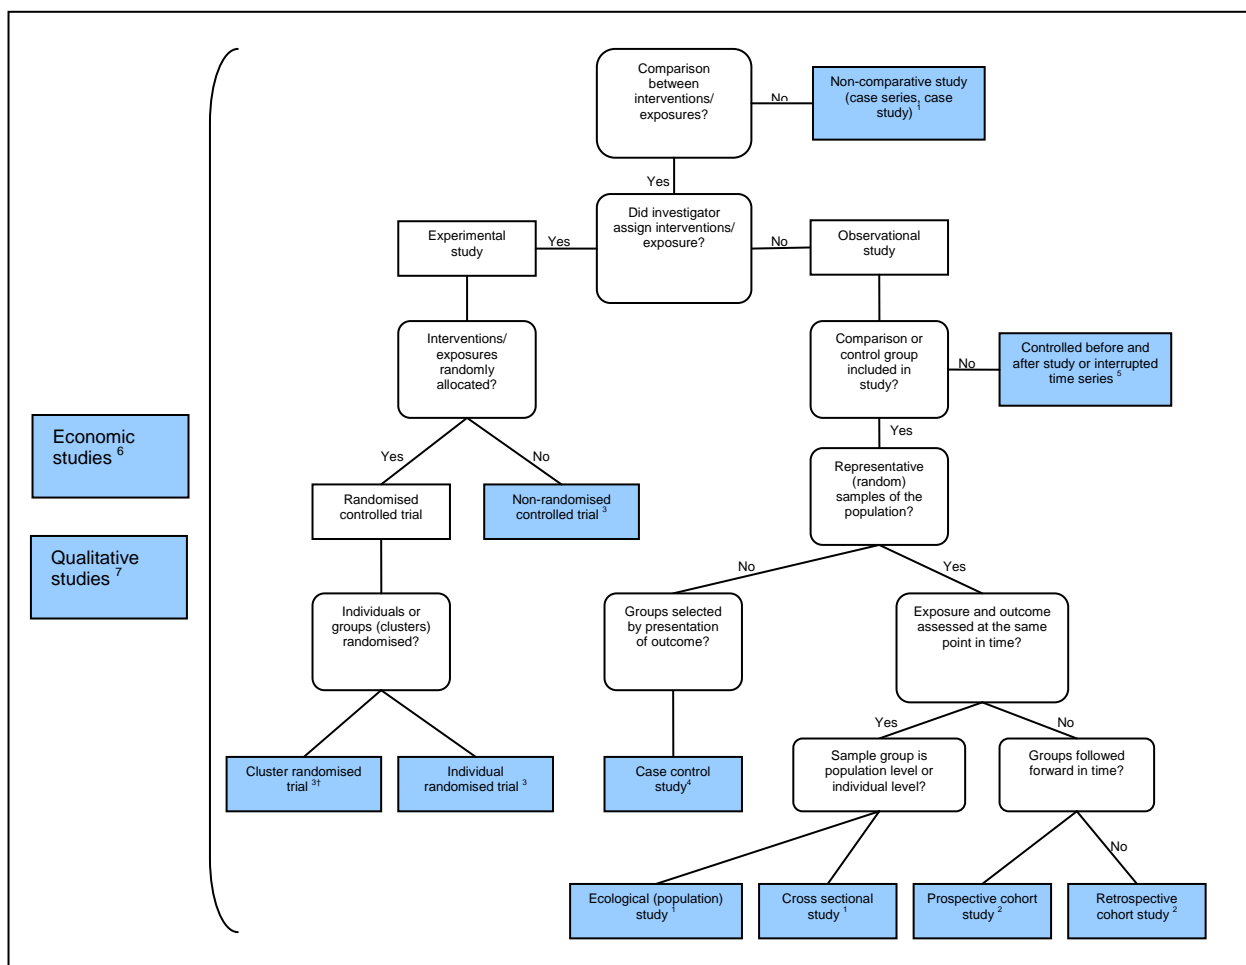 Comparison
between
interventions/
exposures?
No
Non-comparative study
(case series, case
study) 1
Yes
Did investigator
assign interventions/
exposure?
Yes
Experimental
study
No
Observational
study
Interventions/
exposures
randomly
allocated?
Comparison or
control group
included in
study?
No
Controlled before and
after study or interrupted
time series 5
Economic
studies 6
Qualitative
studies 7
Yes
No
Yes
Randomised
controlled trial
Non-randomised
controlled trial 3
Representative
(random)
samples of the
population?
No
Yes
Individuals or
groups (clusters)
randomised?
Groups selected
by presentation
of outcome?
Exposure and outcome
assessed at the same
point in time?
Yes
No
Cluster randomised
trial 3†
Individual
randomised trial 3
Case control
study4
Sample group is
population level or
individual level?
Groups followed
forward in time?
No
Ecological (population)
study 1
Cross sectional
study 1
Prospective cohort
study 2
Retrospective
cohort study 2